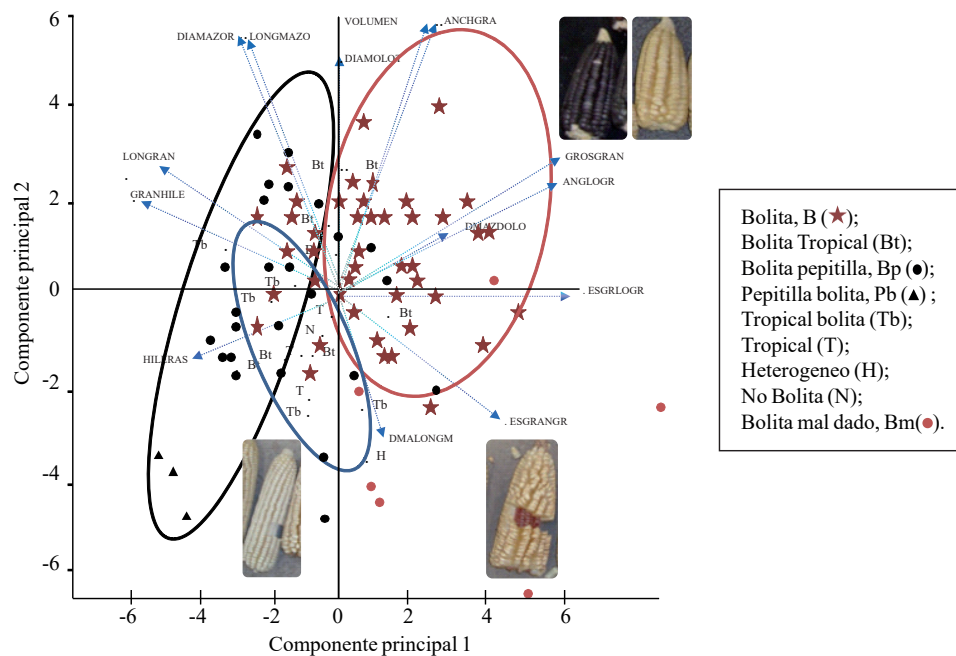 6
VOLUMEN
ANCHGRA
DIAMAZOR
LONGMAZO
DIAMOLOT
4
LONGRAN
Bt
Bt
GROSGRAN
ANGLOGR
2
GRANHILE
Bt
DMAZDOLO
Tb
Tb
0
ESGRLOGR
Tb
T
Bt
N
HILERAS
Bt
Bt
Bt
-2
T
Tb
Tb
ESGRANGR
DMALONGM
H
-4
-6
-6
-4
-2
0
2
4
6
Componente principal 1
Componente principal 2
Bolita, B (★);
Bolita Tropical (Bt);
Bolita pepitilla, Bp (●;
Pepitilla bolita, Pb (▲) ;
Tropical bolita (Tb);
Tropical (T);
Heterogeneo (H);
No Bolita (N);
Bolita mal dado, Bm(●).